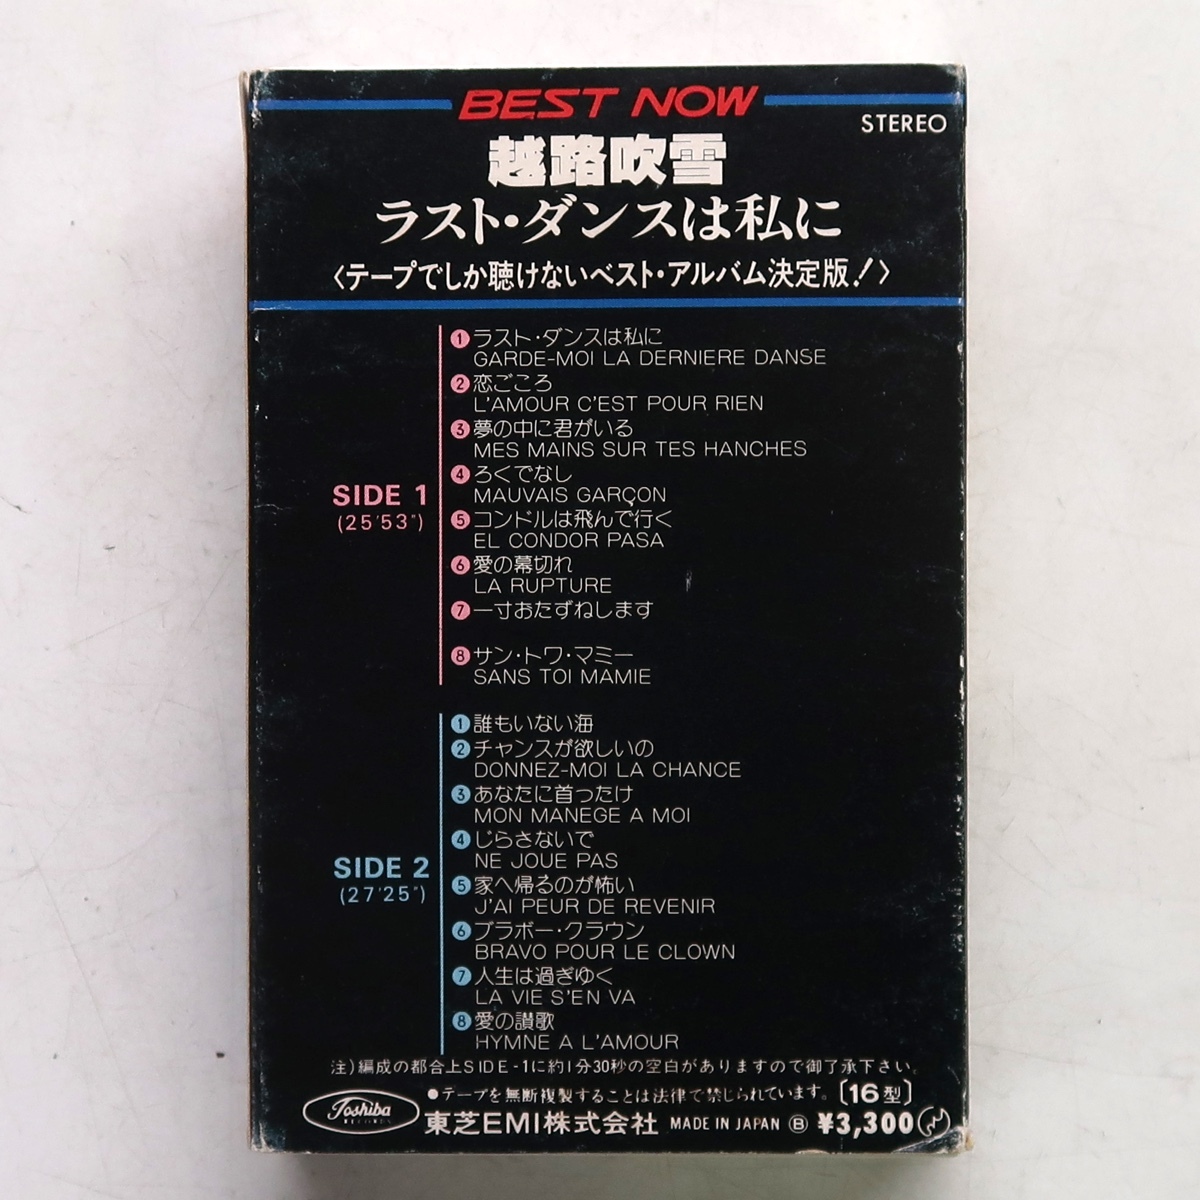 BEST NOW
STEREO
越路吹雪
ラスト・ダンスは私に
〈テープでしか聴けないベスト・アルバム決定版!〉
SIDE 1
(25'53")
1 ラスト・ダンスは私に
GARDE-MOI LA DERNIERE DANSE
2 恋ごころ
L'AMOUR C'EST POUR RIEN
3 夢の中に君がいる
MES MAINS SUR TES HANCHES
4 ろくでなし
MAUVAIS GARÇON
5 コンドルは飛んで行く
EL CONDOR PASA
6 愛の幕切れ
LA RUPTURE
7 一寸おたずねします
8 サン・トワ・マミー
SANS TOI MAMIE
SIDE 2
(27'25")
1 誰もいない海
2 チャンスが欲しいの
DONNEZ-MOI LA CHANCE
3 あなたに首ったけ
MON MANEGE A MOI
4 じらさないで
NE JOUE PAS
5 家へ帰るのが怖い
J'AI PEUR DE REVENIR
6 ブラボー・クラウン
BRAVO POUR LE CLOWN
7 人生は過ぎゆく
LA VIE S'EN VA
8 愛の讃歌
HYMNE A L'AMOUR
注)編成の都合上SIDE-1に約1分30秒の空白がありますので御了承下さい。
●テープを無断複製することは法律で禁じられています。〔16型〕
Toshiba
RECORDS
東芝EMI株式会社 MADE IN JAPAN Ⓑ ¥3,300